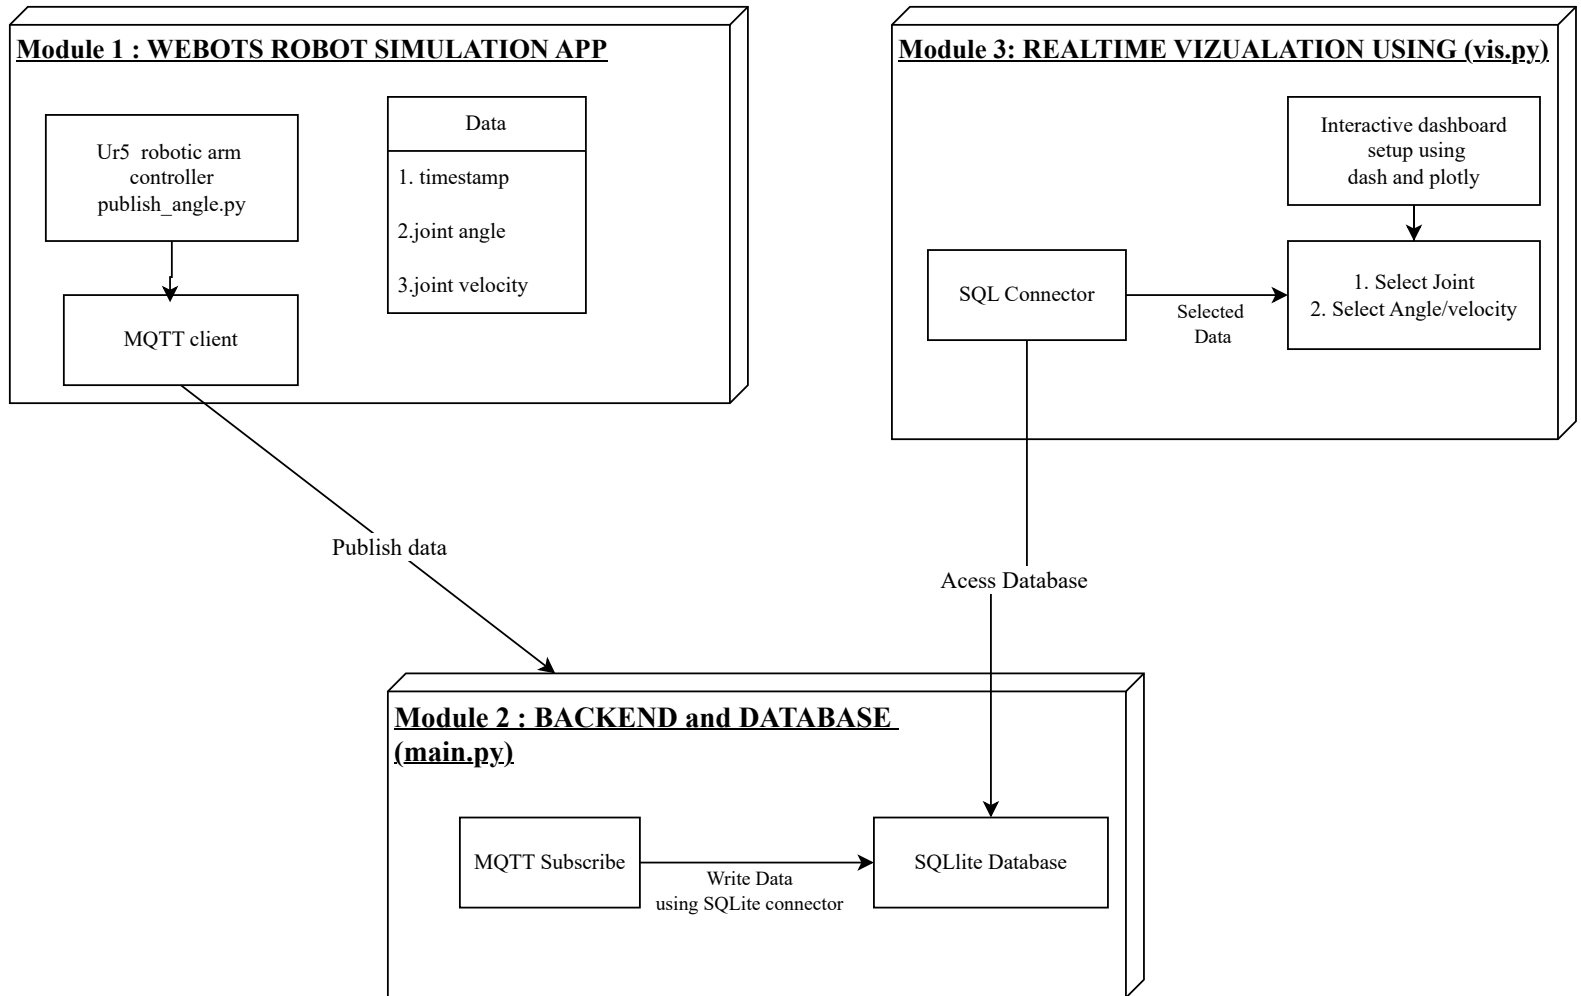 Module 1 : WEBOTS ROBOT SIMULATION APP
Ur5 robotic arm
controller
publish_angle.py
MQTT client
Data
1. timestamp
2.joint angle
3.joint velocity
Module 3: REALTIME VIZUALATION USING (vis.py)
Interactive dashboard
setup using
dash and plotly
SQL Connector
Selected
Data
1. Select Joint
2. Select Angle/velocity
Publish data
Acess Database
Module 2 : BACKEND and DATABASE
(main.py)
MQTT Subscribe
Write Data
using SQLite connector
SQLlite Database